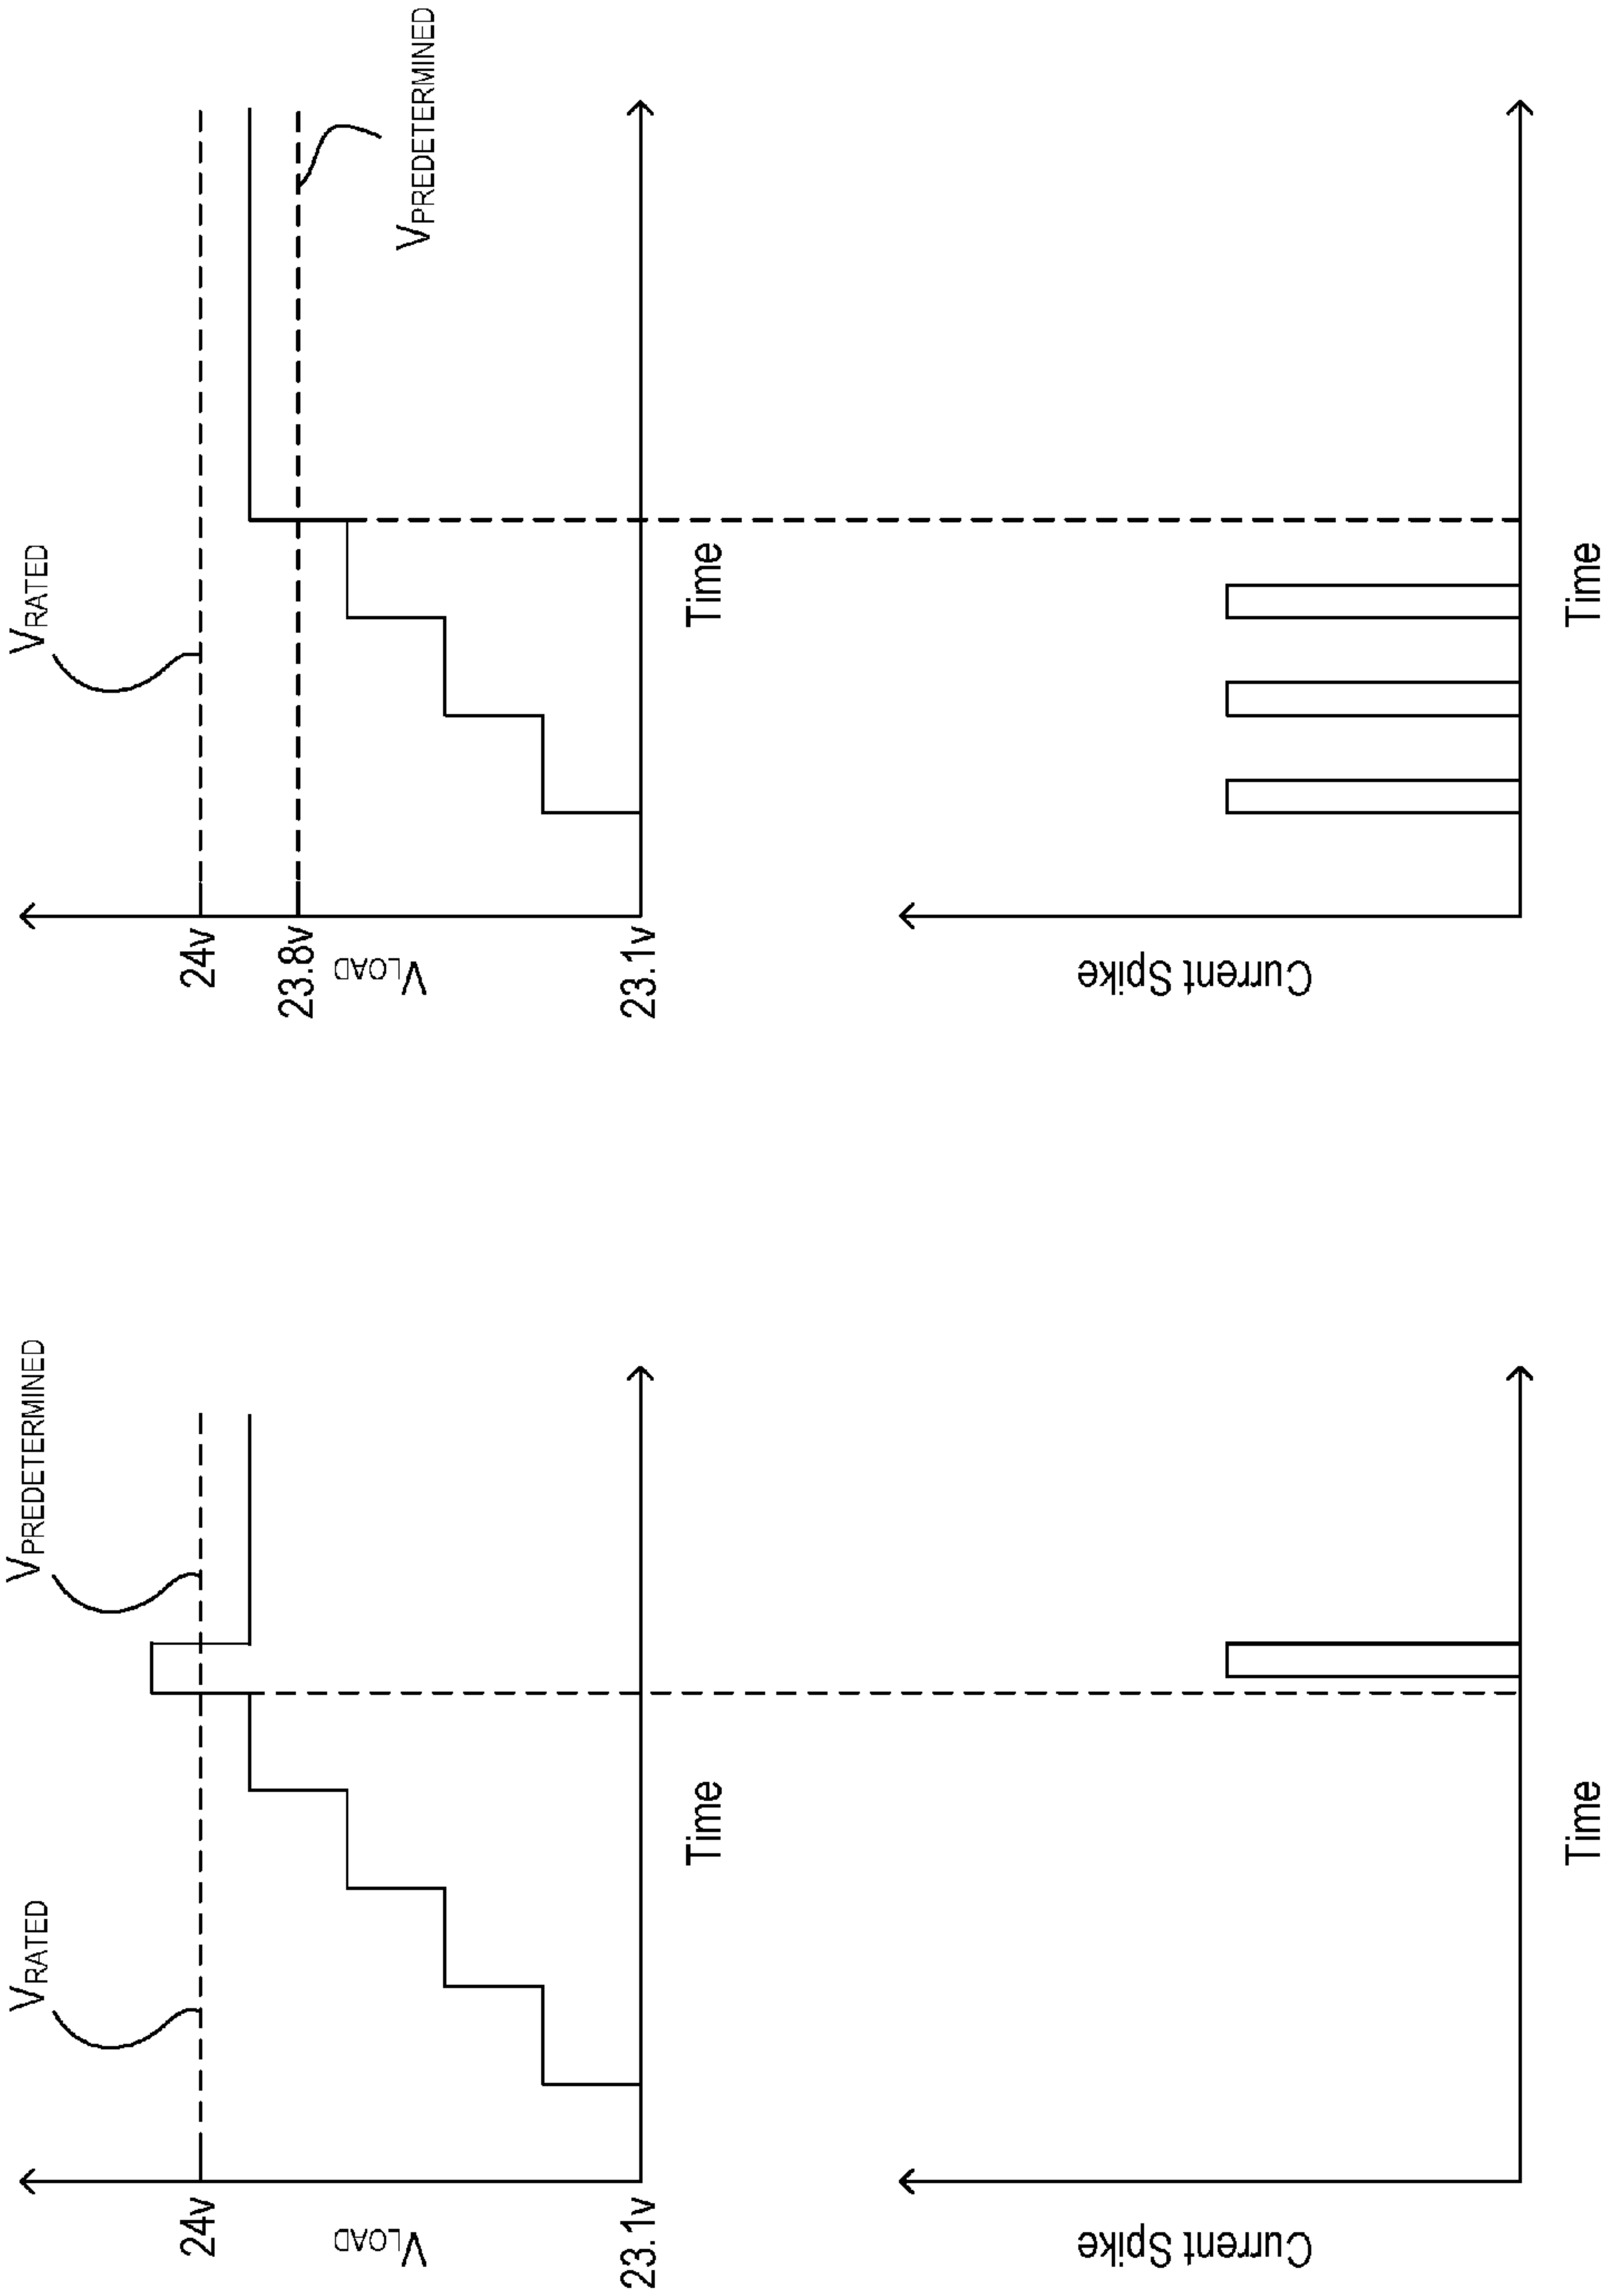 VRATED
VPREDETERMINED
24v
VLOAD
23.1v
Time
Current Spike
Time
VRATED
VPREDETERMINED
24v
23.8v
VLOAD
23.1v
Time
Current Spike
Time